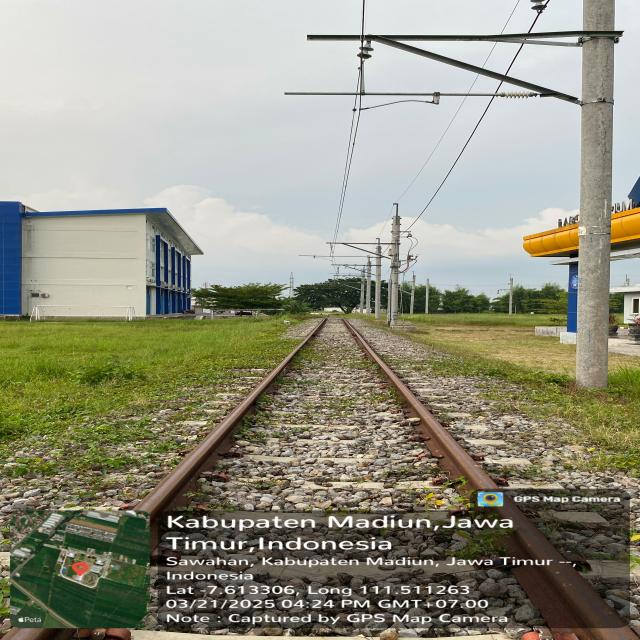 GPS Map Camera
Kabupaten Madiun,Jawa
Timur,Indonesia
Sawahan, Kabupaten Madiun, Jawa Timur --,
Indonesia
Lat -7.613306, Long 111.511263
03/21/2025 04:24 PM GMT+07:00
Note : Captured by GPS Map Camera
Peta